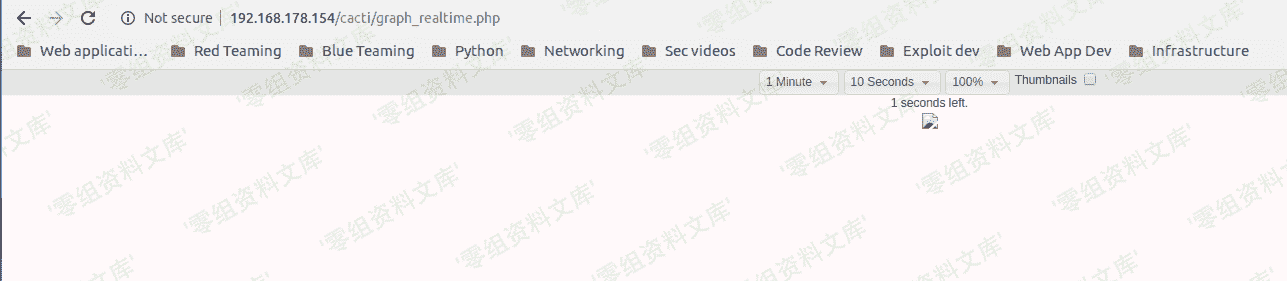 Not secure 192.168.178.154/cacti/graph_realtime.php
Web applicati... Red Teaming Blue Teaming Python Networking Sec videos Code Review Exploit dev Web App Dev Infrastructure
1 Minute 10 Seconds 100% Thumbnails
1 seconds left.
'零组资料文库'